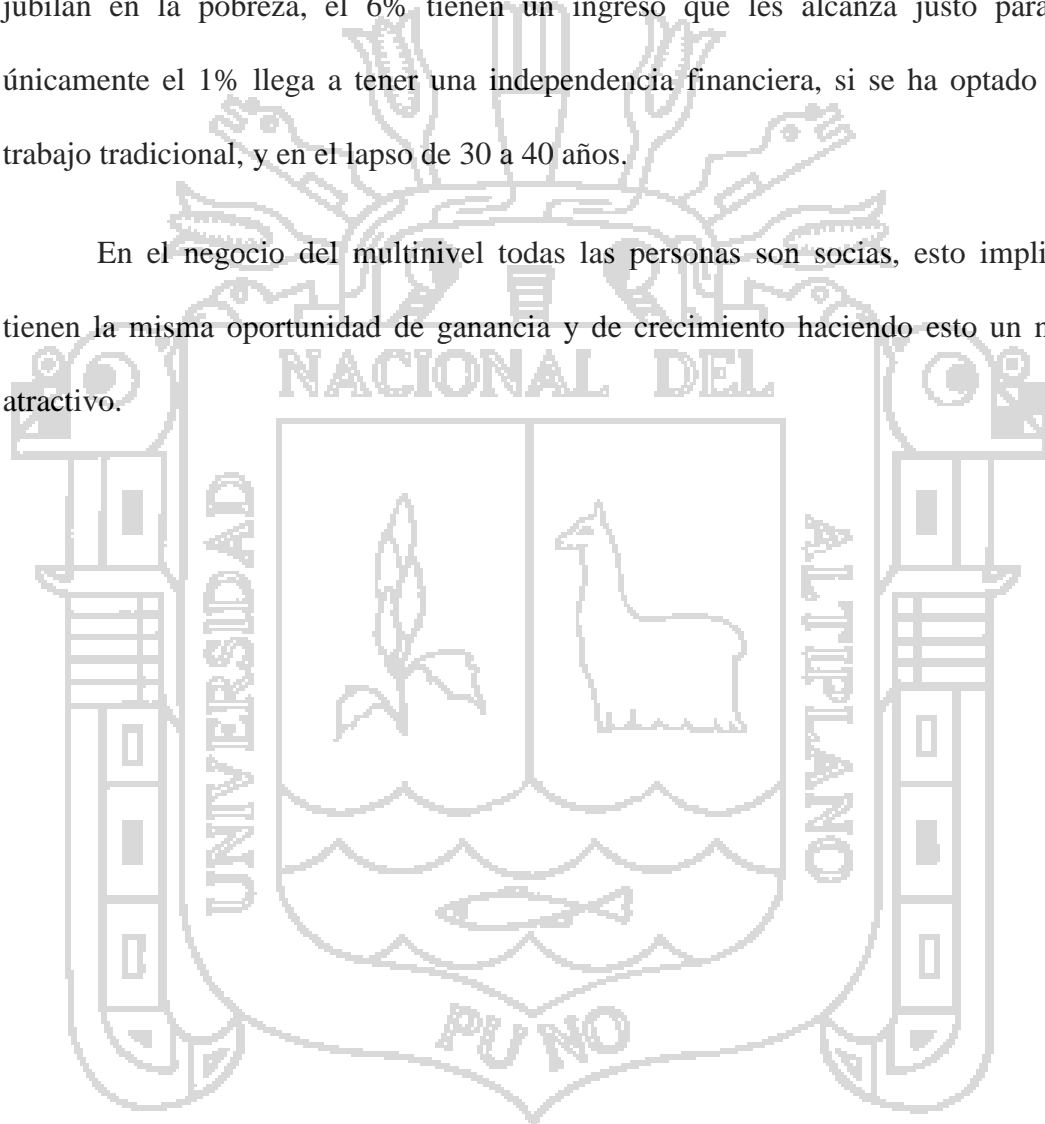 jubilan en la pobreza, el 6% tienen un ingreso que les alcanza justo para
únicamente el 1% llega a tener una independencia financiera, si se ha optado
trabajo tradicional, y en el lapso de 30 a 40 años.
En el negocio del multinivel todas las personas son socias, esto impli
tienen la misma oportunidad de ganancia y de crecimiento haciendo esto un
atractivo.
NACIONAL DEL
UNIVERSIDAD
ALTIPLANO
PUNO